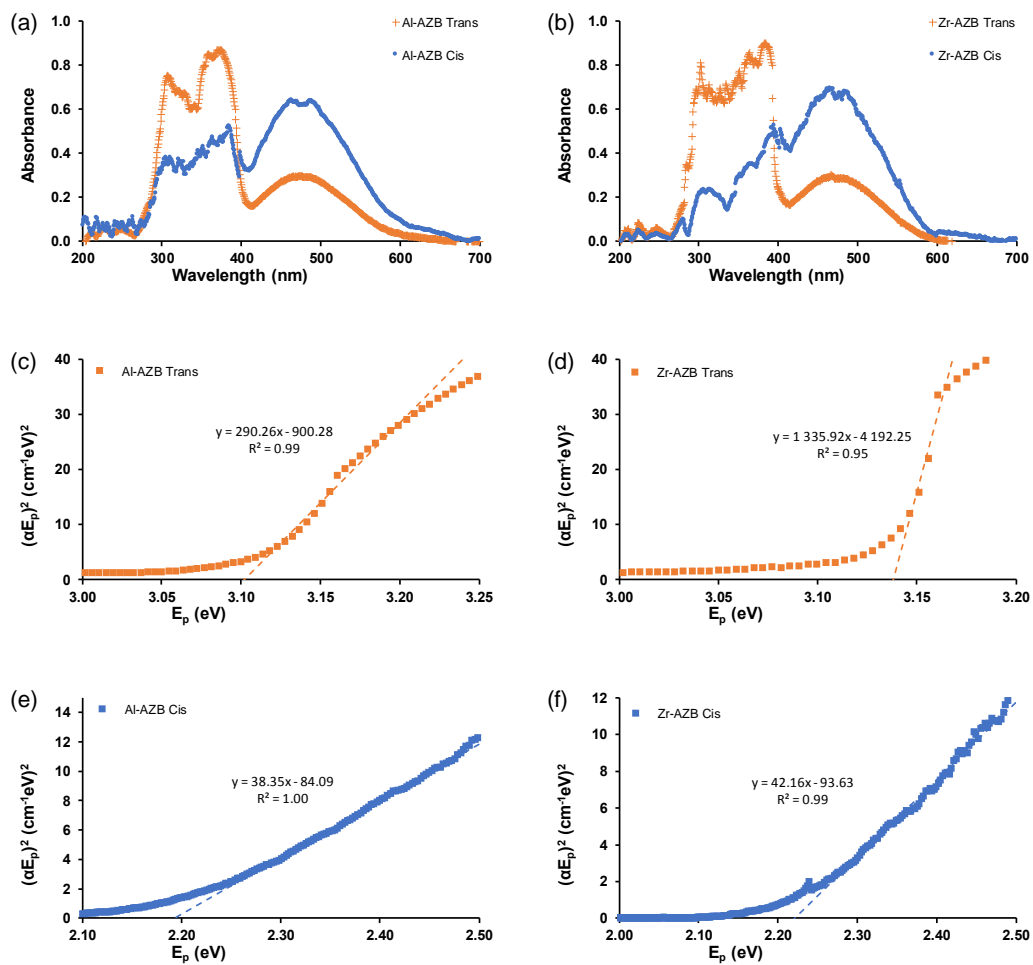 (a)
Al-AZB Trans
Al-AZB Cis
1.0
0.8
0.6
0.4
0.2
0.0
Absorbance
200 300 400 500 600 700
Wavelength (nm)
(b)
Zr-AZB Trans
Zr-AZB Cis
1.0
0.8
0.6
0.4
0.2
0.0
Absorbance
200 300 400 500 600 700
Wavelength (nm)
(c)
Al-AZB Trans
y = 290.26x - 900.28
R² = 0.99
40
30
20
10
0
(αEₚ)² (cm⁻¹eV)²
3.00 3.05 3.10 3.15 3.20 3.25
Eₚ (eV)
(d)
Zr-AZB Trans
y = 1 335.92x - 4 192.25
R² = 0.95
40
30
20
10
0
(αEₚ)² (cm⁻¹eV)²
3.00 3.05 3.10 3.15 3.20
Eₚ (eV)
(e)
Al-AZB Cis
y = 38.35x - 84.09
R² = 1.00
14
12
10
8
6
4
2
0
(αEₚ)² (cm⁻¹eV)²
2.10 2.20 2.30 2.40 2.50
Eₚ (eV)
(f)
Zr-AZB Cis
y = 42.16x - 93.63
R² = 0.99
12
10
8
6
4
2
0
(αEₚ)² (cm⁻¹eV)²
2.00 2.10 2.20 2.30 2.40 2.50
Eₚ (eV)